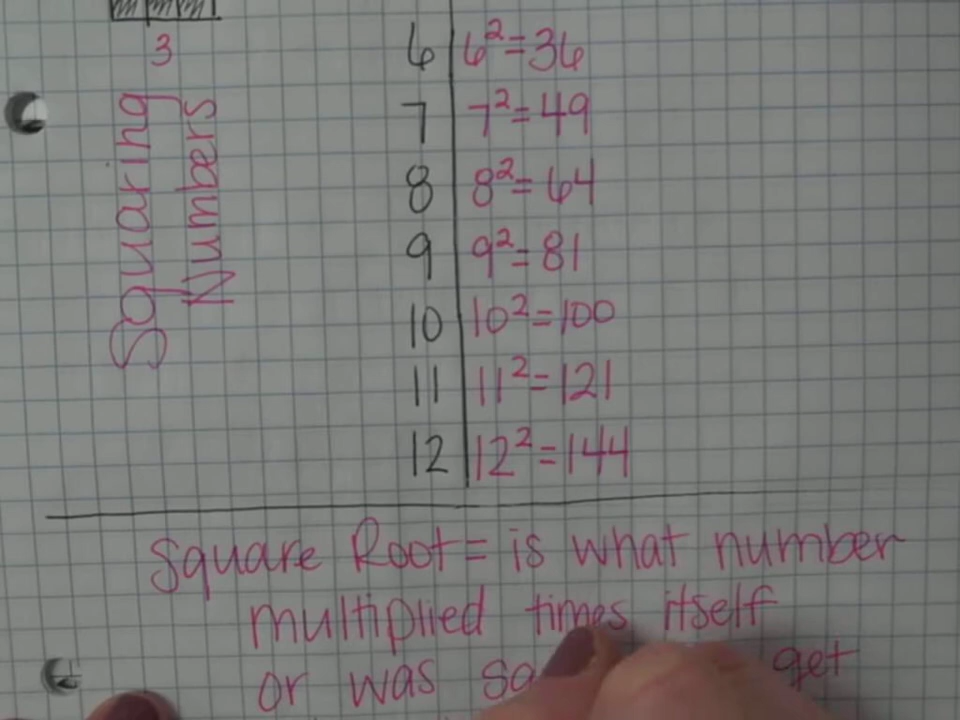 3
Squaring
Numbers
6 6²=36
7 7²=49
8 8²=64
9 9²=81
10 10²=100
11 11²=121
12 12²=144
Square Root= is what number
multiplied times itself
or was get